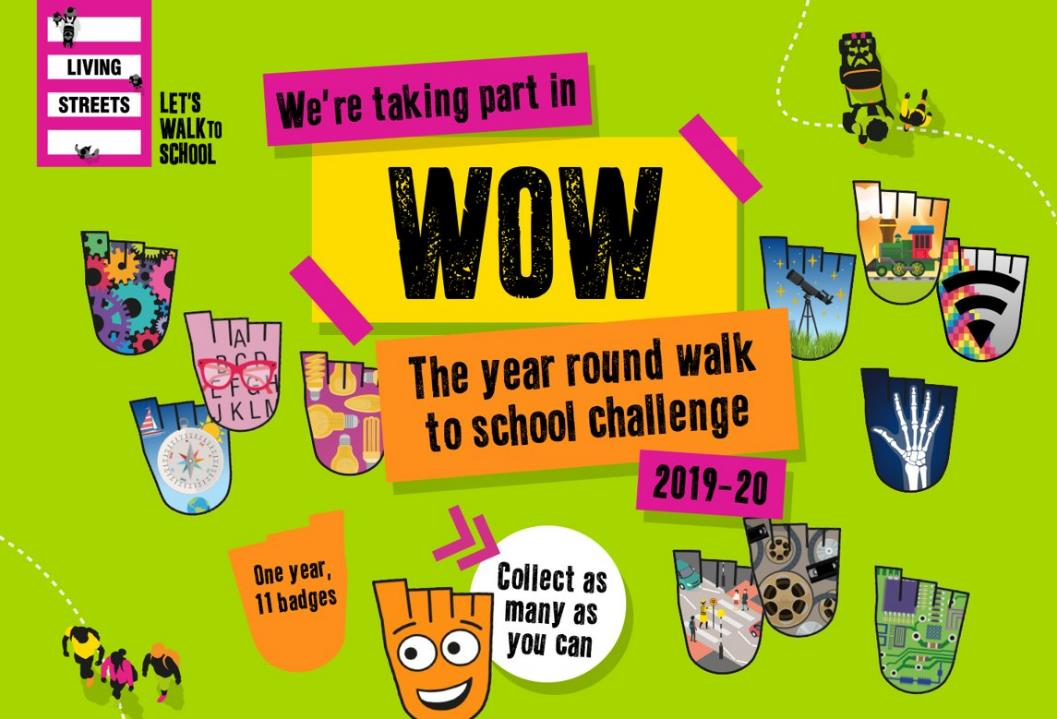 LIVING
STREETS
LET'S
WALK TO
SCHOOL
We're taking part in
WOW
The year round walk
to school challenge
2019-20
A
B C D
E F G H
J K L M
One year,
11 badges
Collect as
many as
you can